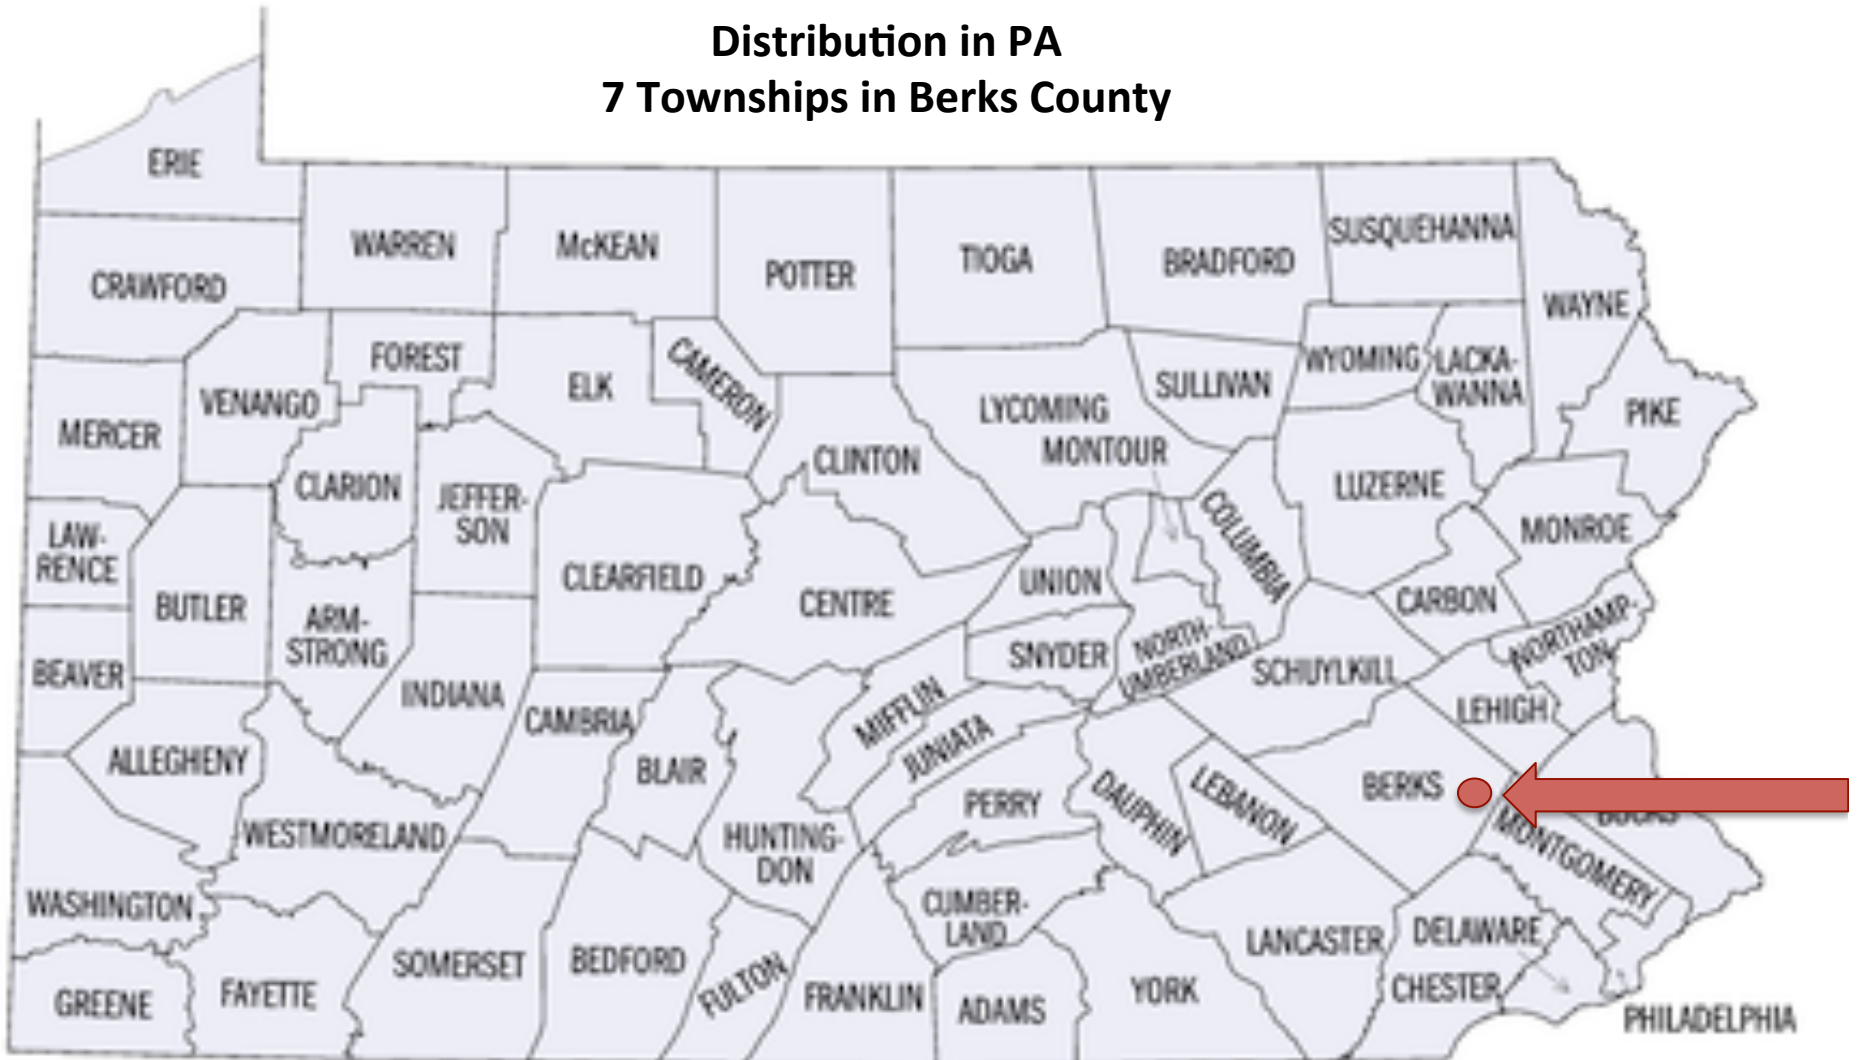 Distribution in PA
7 Townships in Berks County
ERIE
WARREN
McKEAN
POTTER
TIOGA
BRADFORD
SUSQUEHANNA
WAYNE
CRAWFORD
FOREST
ELK
CAMERON
SULLIVAN
WYOMING
LACKA-
WANNA
PIKE
MERCER
VENANGO
CLARION
JEFFER-
SON
CLINTON
LYCOMING
MONTOUR
COLUMBIA
LUZERNE
MONROE
LAW-
RENCE
BUTLER
ARM-
STRONG
CLEARFIELD
CENTRE
UNION
SNYDER
NORTH-
UMBERLAND
SCHUYLKILL
CARBON
NORTHAMP-
TON
LEHIGH
BEAVER
ALLEGHENY
INDIANA
CAMBRIA
BLAIR
MIFFLIN
JUNIATA
PERRY
DAUPHIN
LEBANON
BERKS
BUCKS
MONTGOMERY
WESTMORELAND
HUNTING-
DON
WASHINGTON
CUMBER-
LAND
LANCASTER
DELAWARE
CHESTER
GREENE
FAYETTE
SOMERSET
BEDFORD
FULTON
FRANKLIN
ADAMS
YORK
PHILADELPHIA